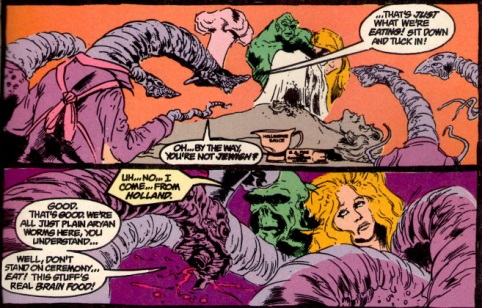 ...THAT'S JUST
WHAT WE'RE
EATING! SIT DOWN
AND TUCK IN!
OH...BY THE WAY,
YOU'RE NOT JEWISH?
UH...NO...I
COME...FROM
HOLLAND.
GOOD.
THAT'S GOOD. WE'RE
ALL JUST PLAIN ARYAN
WORMS HERE, YOU
UNDERSTAND...
WELL, DON'T
STAND ON CEREMONY...
EAT! THIS STUFF'S
REAL BRAIN FOOD!